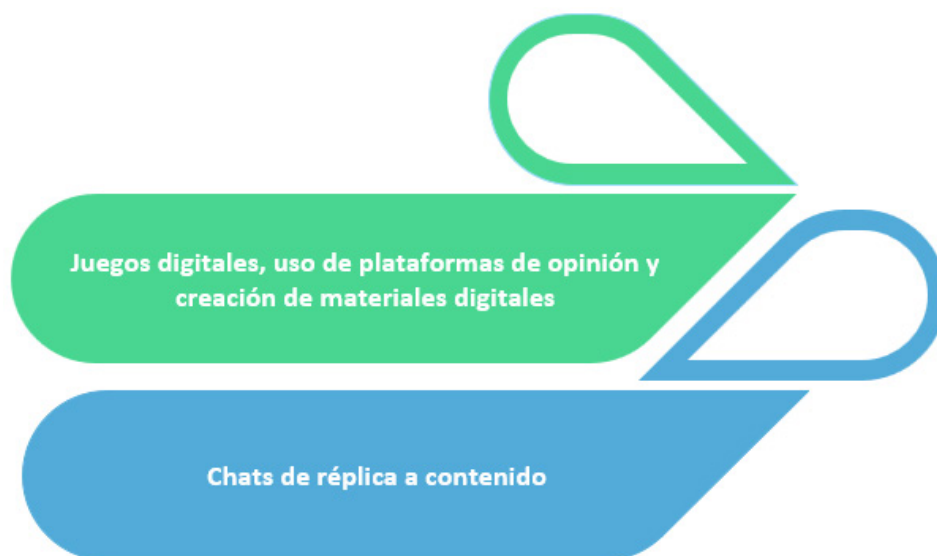 Juegos digitales, uso de plataformas de opinión y
creación de materiales digitales
Chats de réplica a contenido